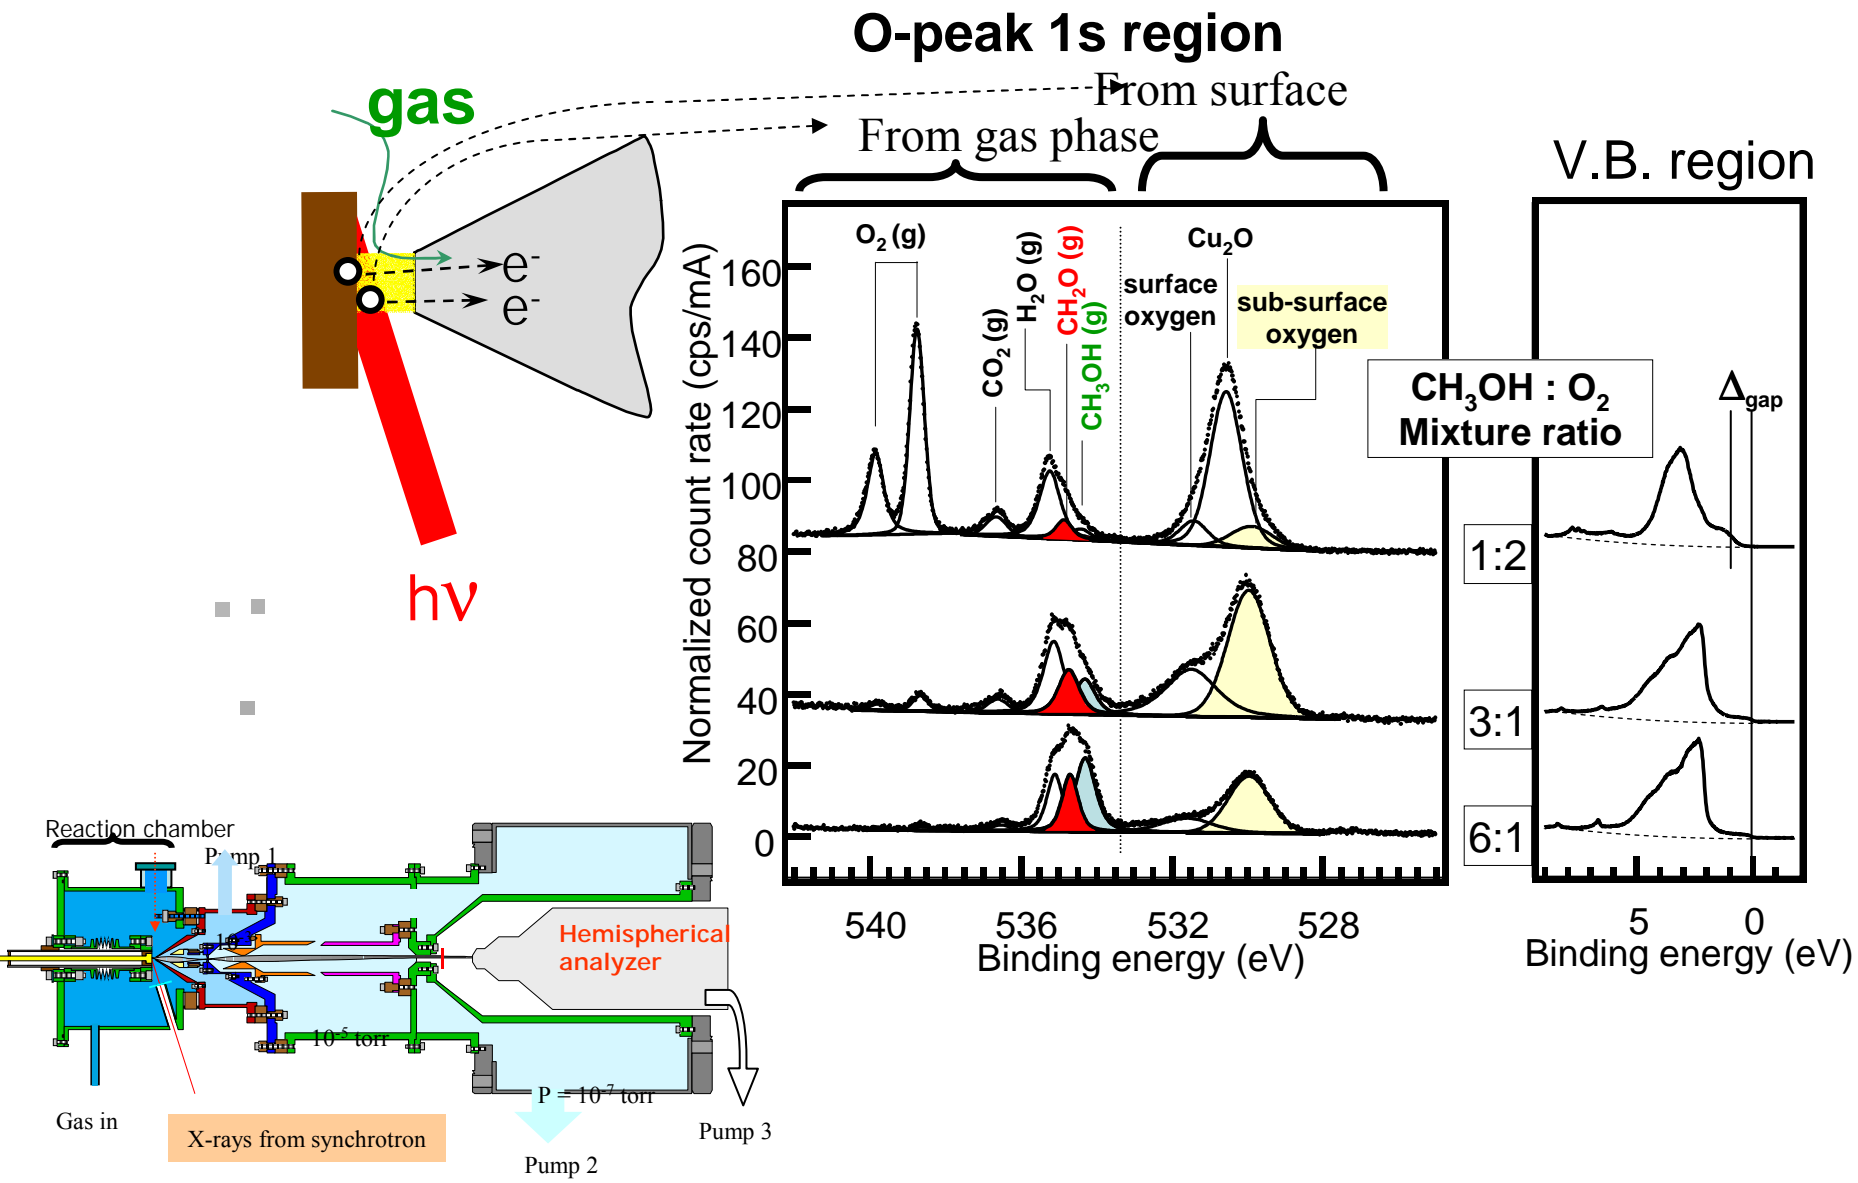 O-peak 1s region
gas
From surface
From gas phase
V.B. region
e-
e-
hν
Normalized count rate (cps/mA)
160
140
120
100
80
60
40
20
0
O2 (g)
CO2 (g)
H2O (g)
CH2O (g)
CH3OH (g)
Cu2O
surface
oxygen
sub-surface
oxygen
CH3OH : O2
Mixture ratio
Δgap
1:2
3:1
6:1
540
536
532
528
Binding energy (eV)
5
0
Binding energy (eV)
Reaction chamber
Pump 1
Hemispherical
analyzer
10-5 torr
P = 10-7 torr
Gas in
X-rays from synchrotron
Pump 2
Pump 3